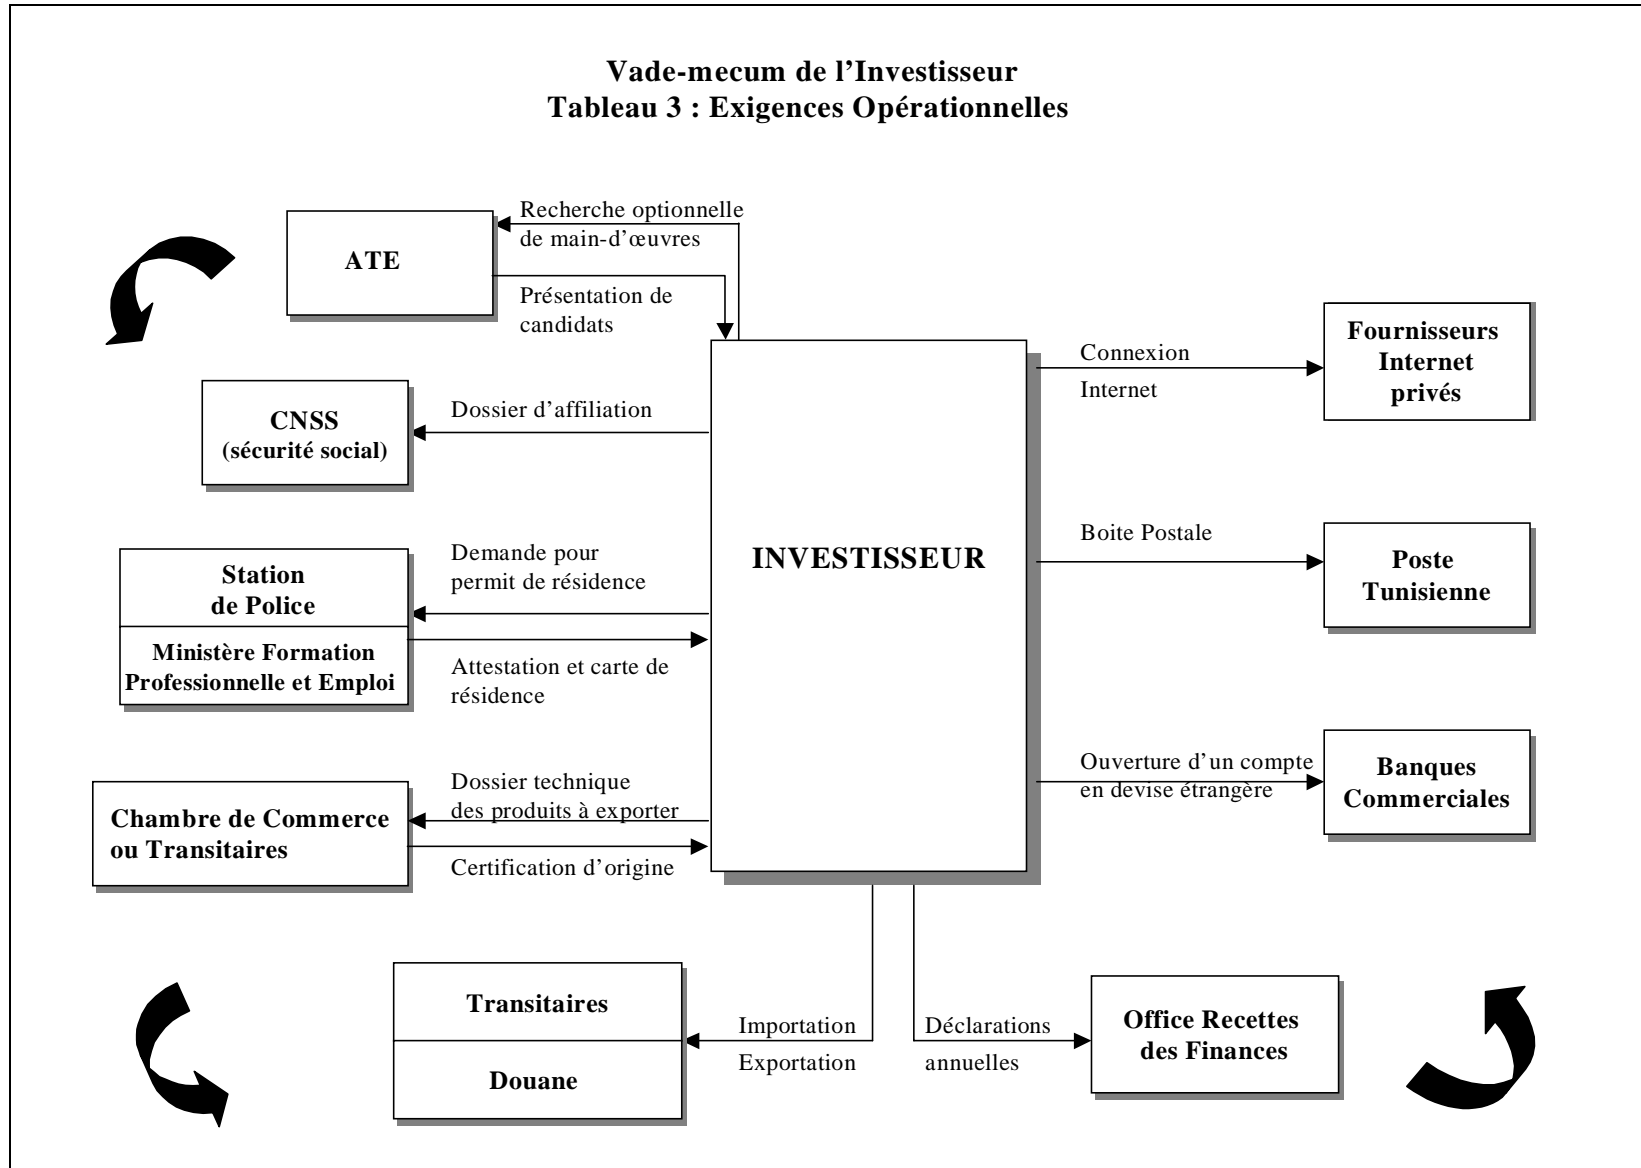 Vade-mecum de l’Investisseur
Tableau 3 : Exigences Opérationnelles
ATE
Recherche optionnelle
de main-d’œuvres
Présentation de
candidats
CNSS
(sécurité social)
Dossier d’affiliation
Station
de Police
Ministère Formation
Professionnelle et Emploi
Demande pour
permit de résidence
Attestation et carte de
résidence
Chambre de Commerce
ou Transitaires
Dossier technique
des produits à exporter
Certification d’origine
INVESTISSEUR
Connexion
Internet
Fournisseurs
Internet
privés
Boite Postale
Poste
Tunisienne
Ouverture d’un compte
en devise étrangère
Banques
Commerciales
Transitaires
Douane
Importation
Exportation
Déclarations
annuelles
Office Recettes
des Finances